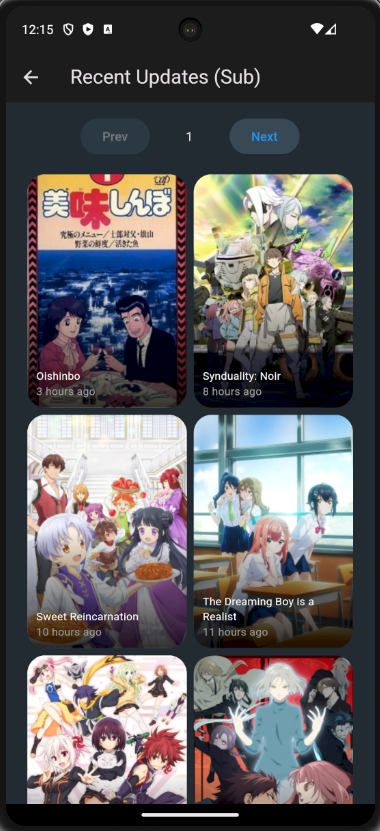 12:15
A
Recent Updates (Sub)
Prev
1
Next
美味しんぼ
究極のメニュー／士郎対父・雄山
野菜の鮮度／活きた魚
Oishinbo
3 hours ago
Synduality: Noir
8 hours ago
Sweet Reincarnation
10 hours ago
The Dreaming Boy is a
Realist
11 hours ago